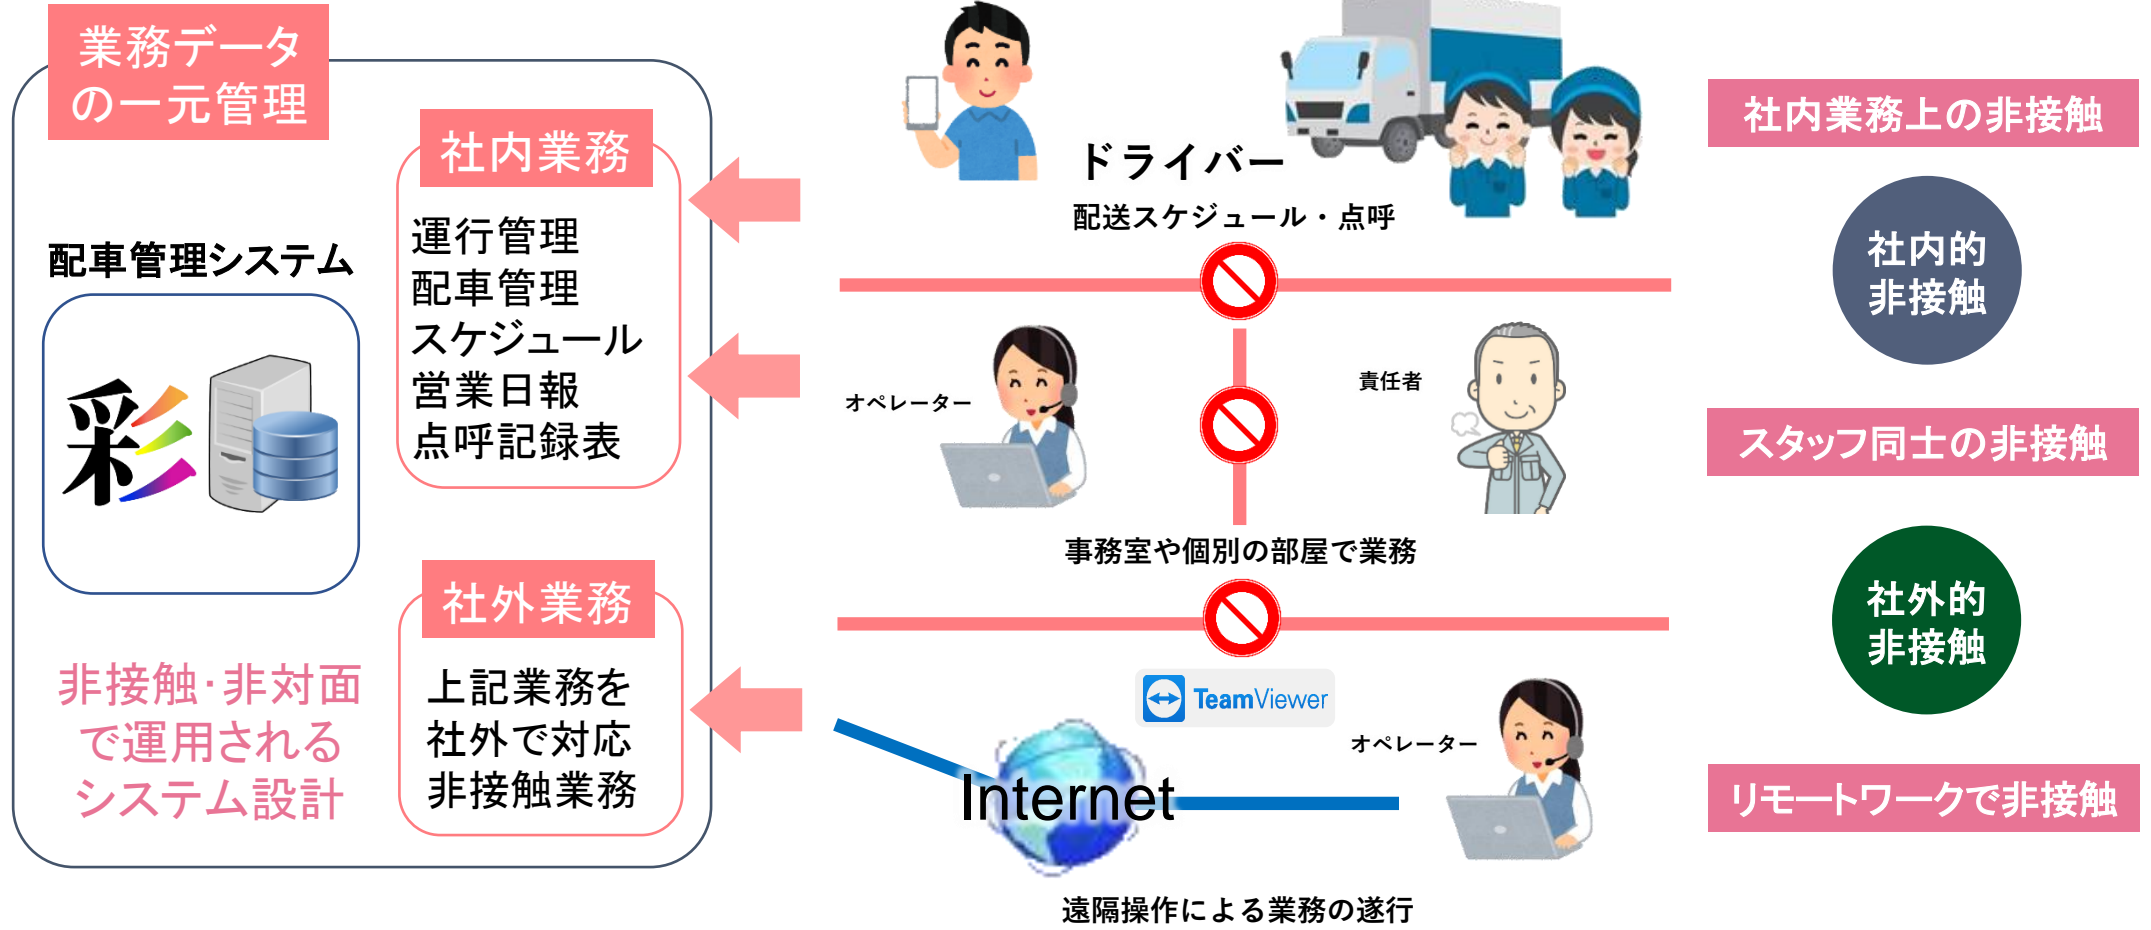 業務データ
の一元管理
配車管理システム
彩
非接触・非対面
で運用される
システム設計
社内業務
運行管理
配車管理
スケジュール
営業日報
点呼記録表
社外業務
上記業務を
社外で対応
非接触業務
ドライバー
配送スケジュール・点呼
オペレーター
責任者
事務室や個別の部屋で業務
TeamViewer
オペレーター
Internet
遠隔操作による業務の遂行
社内業務上の非接触
社内的
非接触
スタッフ同士の非接触
社外的
非接触
リモートワークで非接触